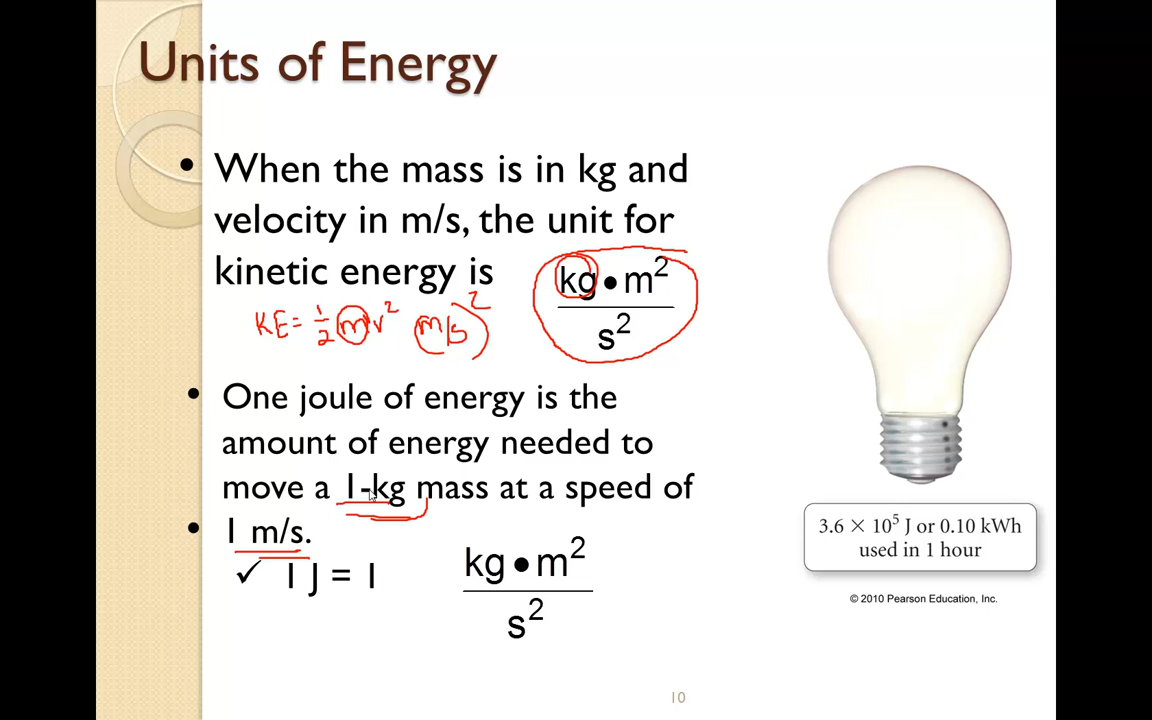 Units of Energy
• When the mass is in kg and
velocity in m/s, the unit for
kinetic energy is
kg • m²
s²
KE = ½ mv² (m/s)²
• One joule of energy is the
amount of energy needed to
move a 1-kg mass at a speed of
• 1 m/s.
✓ 1 J = 1
kg • m²
s²
3.6 × 10⁵ J or 0.10 kWh
used in 1 hour
© 2010 Pearson Education, Inc.
10